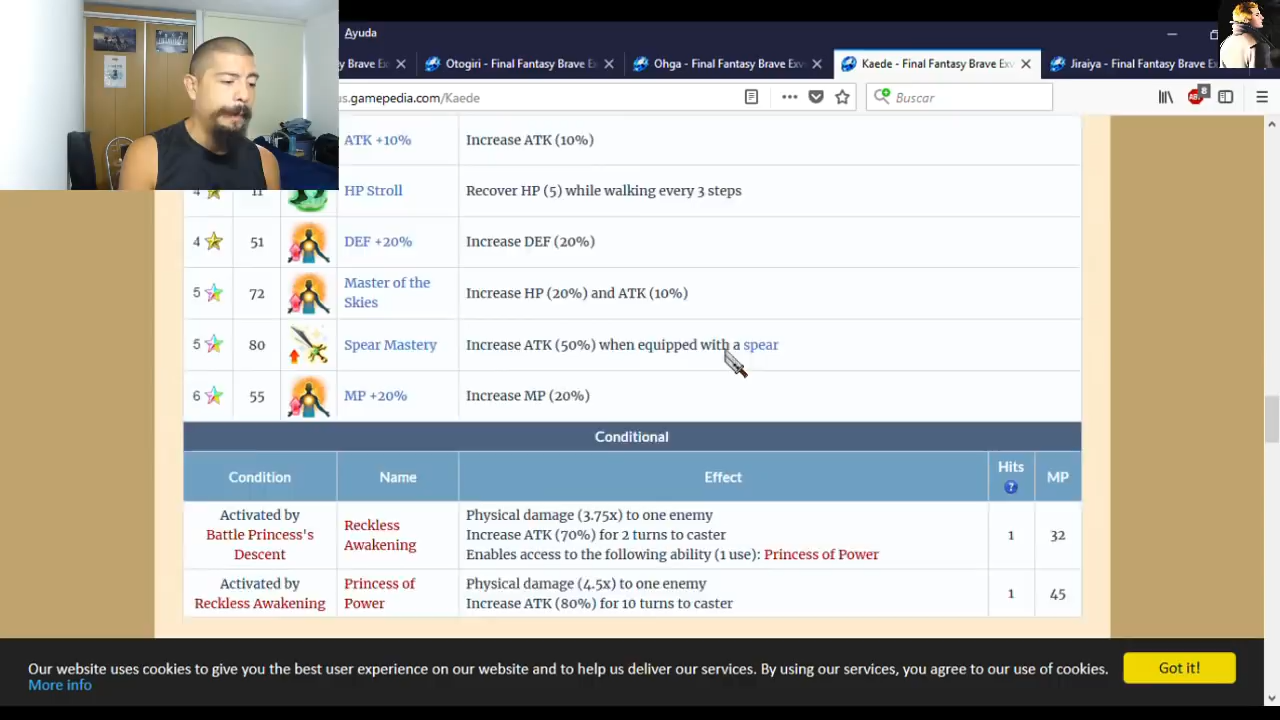 Ayuda
y Brave Ex
Otogiri - Final Fantasy Brave E
Ohga - Final Fantasy Brave Exv
Kaede - Final Fantasy Brave Exv
Jiraiya - Final Fantasy Brave Ex
s.gamepedia.com/Kaede
Buscar
8
ATK +10% Increase ATK (10%)
4 11 HP Stroll Recover HP (5) while walking every 3 steps
4 51 DEF +20% Increase DEF (20%)
5 72 Master of the Skies Increase HP (20%) and ATK (10%)
5 80 Spear Mastery Increase ATK (50%) when equipped with a spear
6 55 MP +20% Increase MP (20%)
Conditional
Condition Name Effect Hits ? MP
Activated by
Battle Princess's
Descent
Reckless
Awakening
Physical damage (3.75x) to one enemy
Increase ATK (70%) for 2 turns to caster
Enables access to the following ability (1 use): Princess of Power
1 32
Activated by
Reckless Awakening
Princess of
Power
Physical damage (4.5x) to one enemy
Increase ATK (80%) for 10 turns to caster
1 45
Our website uses cookies to give you the best user experience on our website and to help us deliver our services. By using our services, you agree to our use of cookies.
More info
Got it!